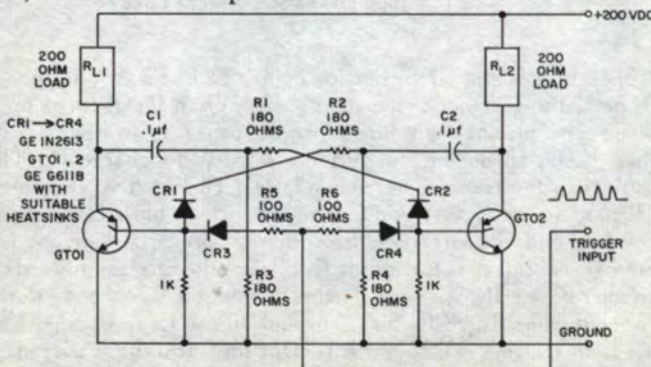 +200 VDC
200
OHM
LOAD
RL1
RL2
200
OHM
LOAD
CR1 → CR4
GE IN2613
GTO1, 2
GE G611B
WITH
SUITABLE
HEATSINKS
C1
.1μf
R1
180
OHMS
R2
180
OHMS
C2
.1μf
CR1
CR2
R5
100
OHMS
R6
100
OHMS
CR3
CR4
GTO1
GTO2
1K
R3
180
OHMS
R4
180
OHMS
1K
TRIGGER
INPUT
GROUND